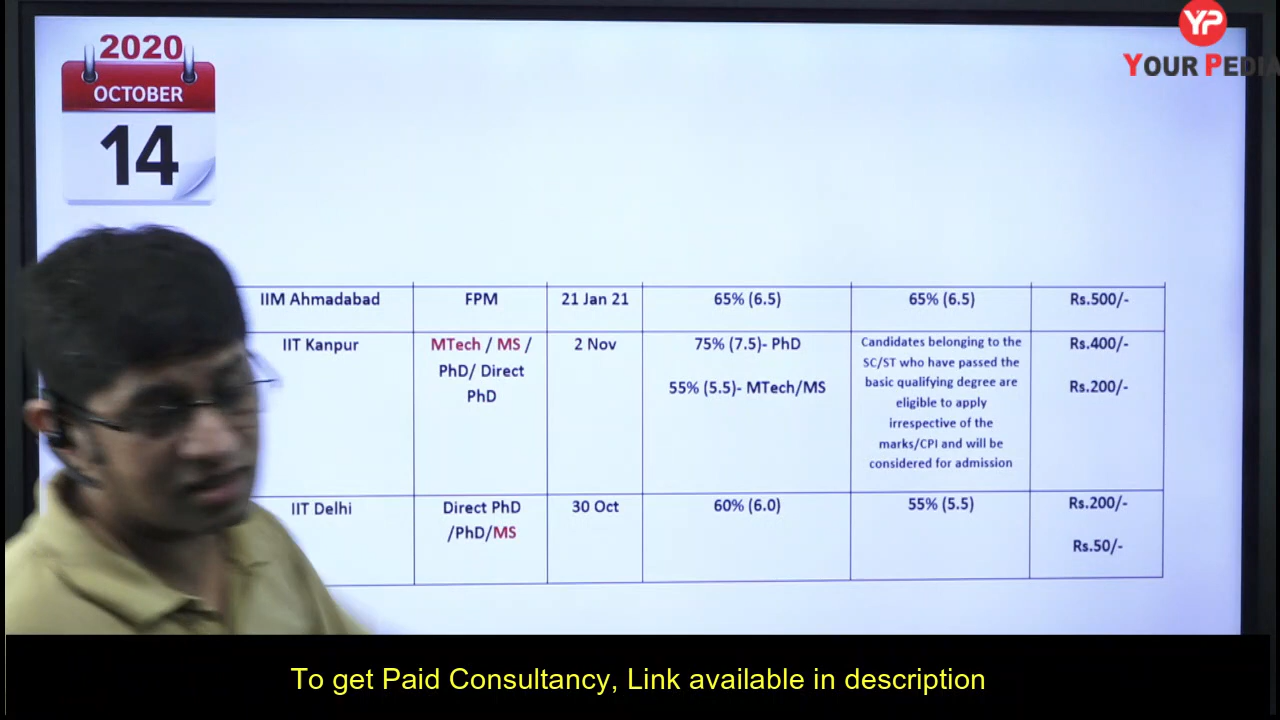 2020
OCTOBER
14
YP
YOUR PEDIA
IIM Ahmadabad
FPM
21 Jan 21
65% (6.5)
65% (6.5)
Rs.500/-
IIT Kanpur
MTech / MS /
PhD/ Direct
PhD
2 Nov
75% (7.5)- PhD
55% (5.5)- MTech/MS
Candidates belonging to the
SC/ST who have passed the
basic qualifying degree are
eligible to apply
irrespective of the
marks/CPI and will be
considered for admission
Rs.400/-
Rs.200/-
IIT Delhi
Direct PhD
/PhD/MS
30 Oct
60% (6.0)
55% (5.5)
Rs.200/-
Rs.50/-
To get Paid Consultancy, Link available in description